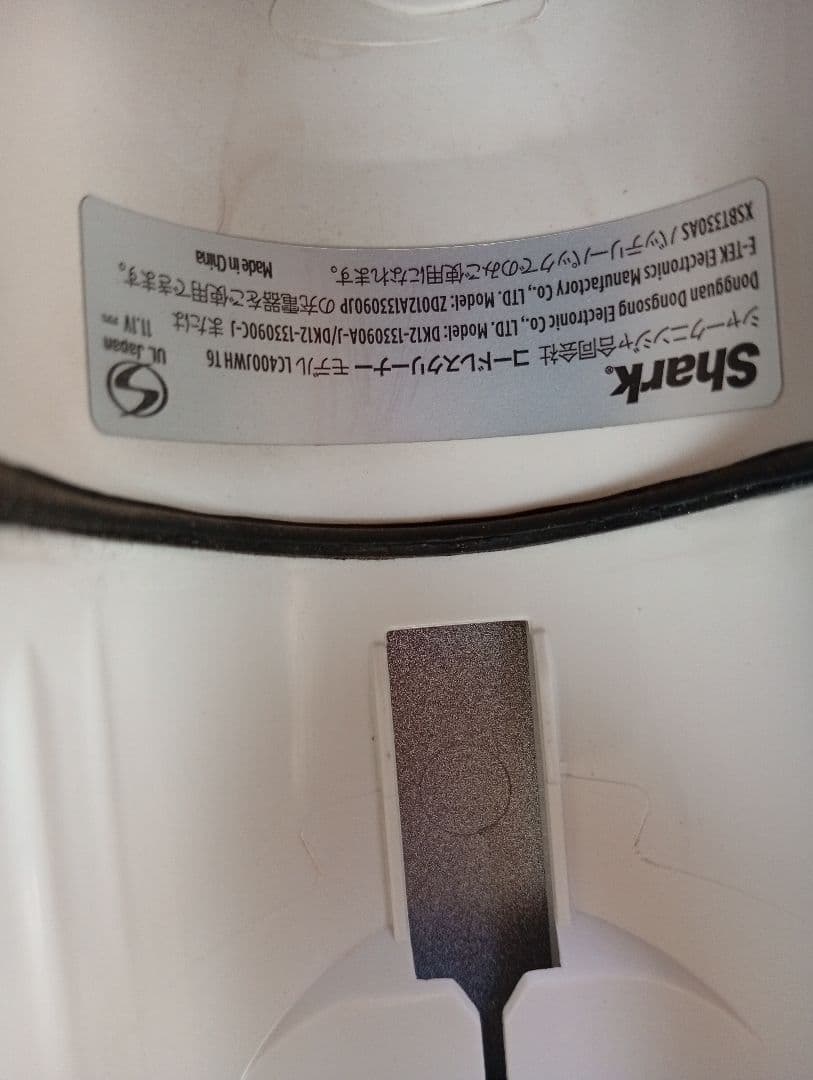 Shark®
シャークニンジャ合同会社 コードレスクリーナー モデル LC400JWH T6 11.1V
Dongguan Dongsong Electronic Co., LTD. Model: DK12-133090A-J/DK12-133090C-J または
E-TEK Electronics Manufactory Co., LTD. Model: ZD012A133090JP の充電器をご使用できます。
XSBT330AS / バッテリーパックでのみご使用になれます。 Made in China
UL Japan